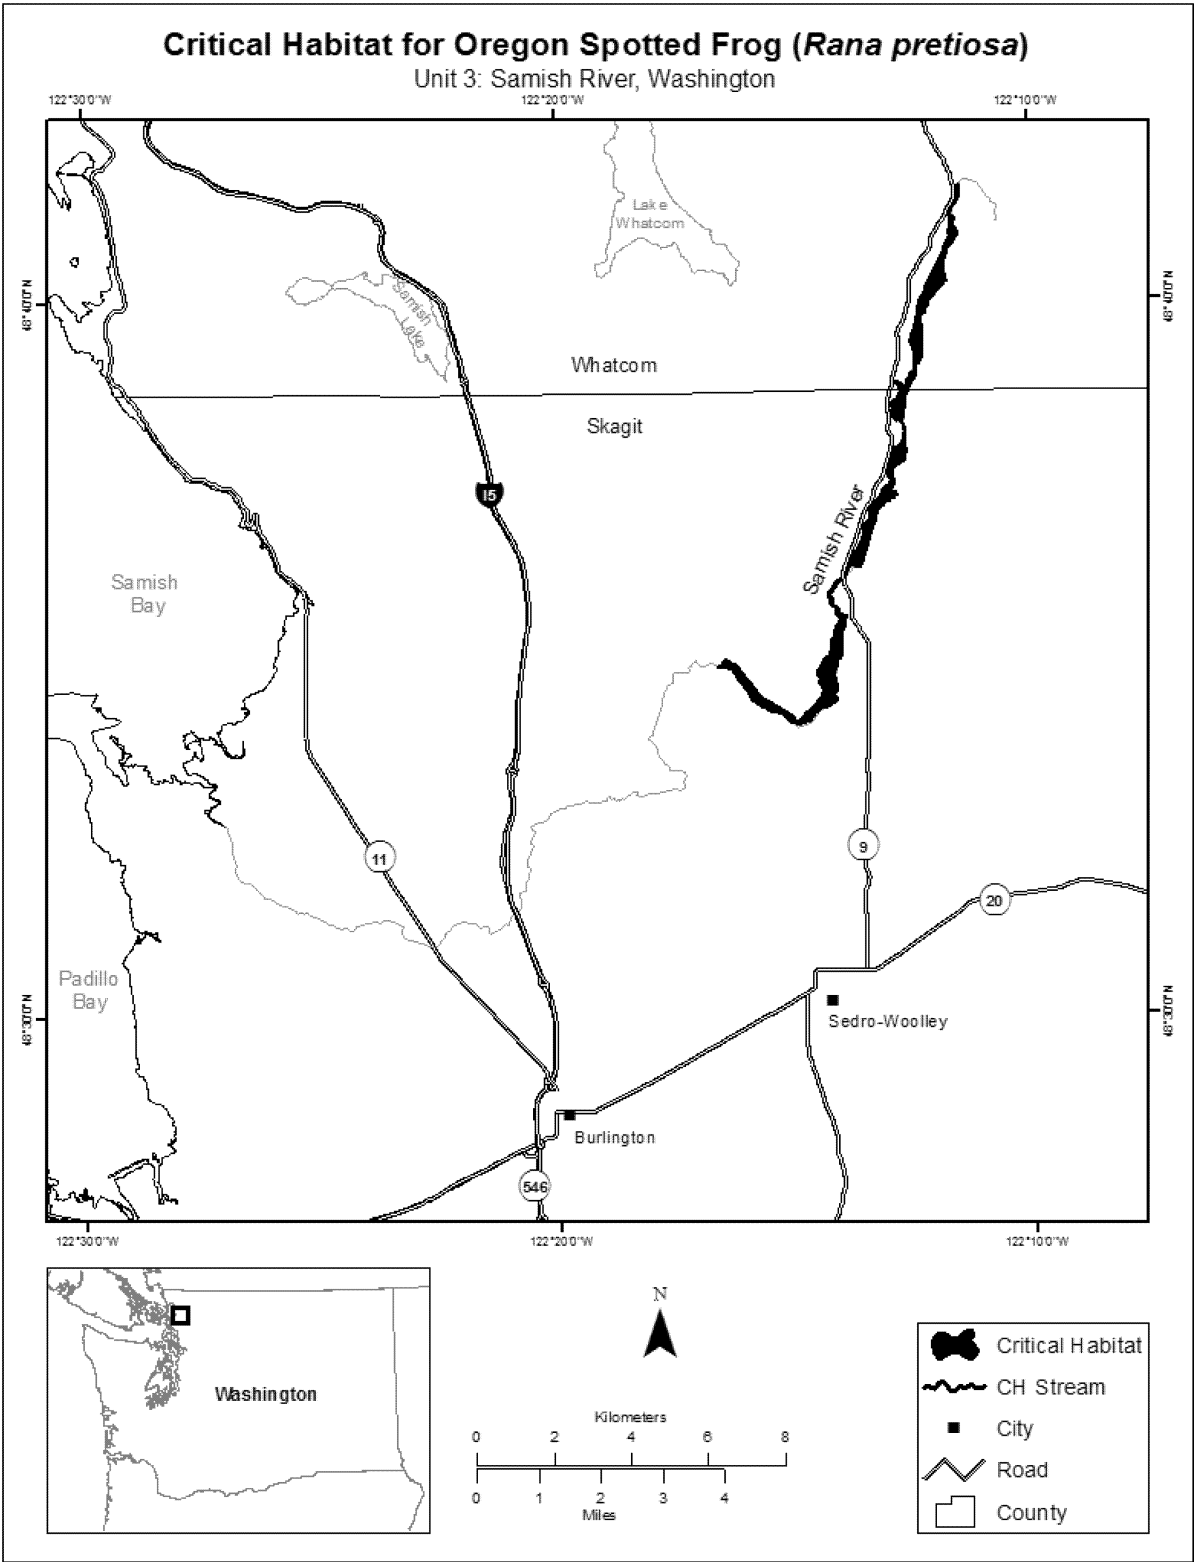 Critical Habitat for Oregon Spotted Frog (Rana pretiosa)
Unit 3: Samish River, Washington
122°30'0"W
122°20'0"W
122°10'0"W
Lake
Whatcom
48°40'0"N
48°40'0"N
Samish
Lake
Whatcom
Skagit
15
Samish River
Samish
Bay
11
9
20
Padillo
Bay
48°30'0"N
48°30'0"N
Sedro-Woolley
Burlington
546
122°30'0"W
122°20'0"W
122°10'0"W
Washington
N
Kilometers
0 2 4 6 8
0 1 2 3 4
Miles
Critical Habitat
CH Stream
City
Road
County